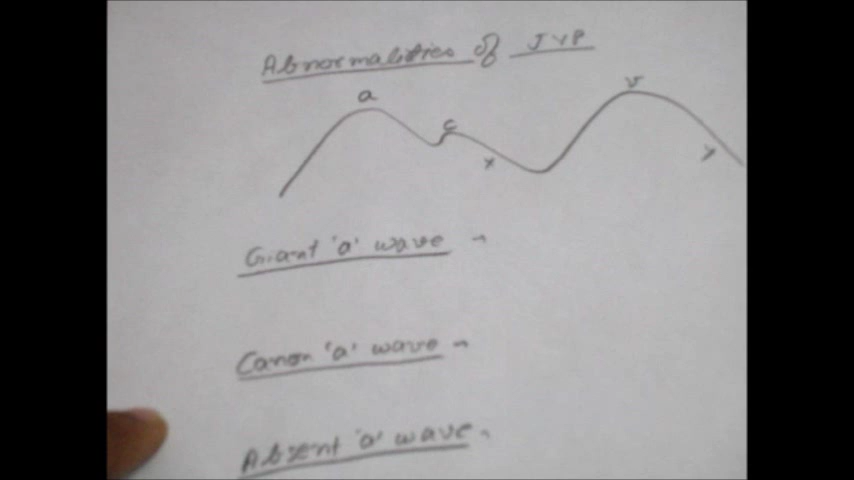 Abnormalities of JVP
a
c
v
x
y
Giant 'a' wave -
Canon 'a' wave -
Absent 'a' wave -